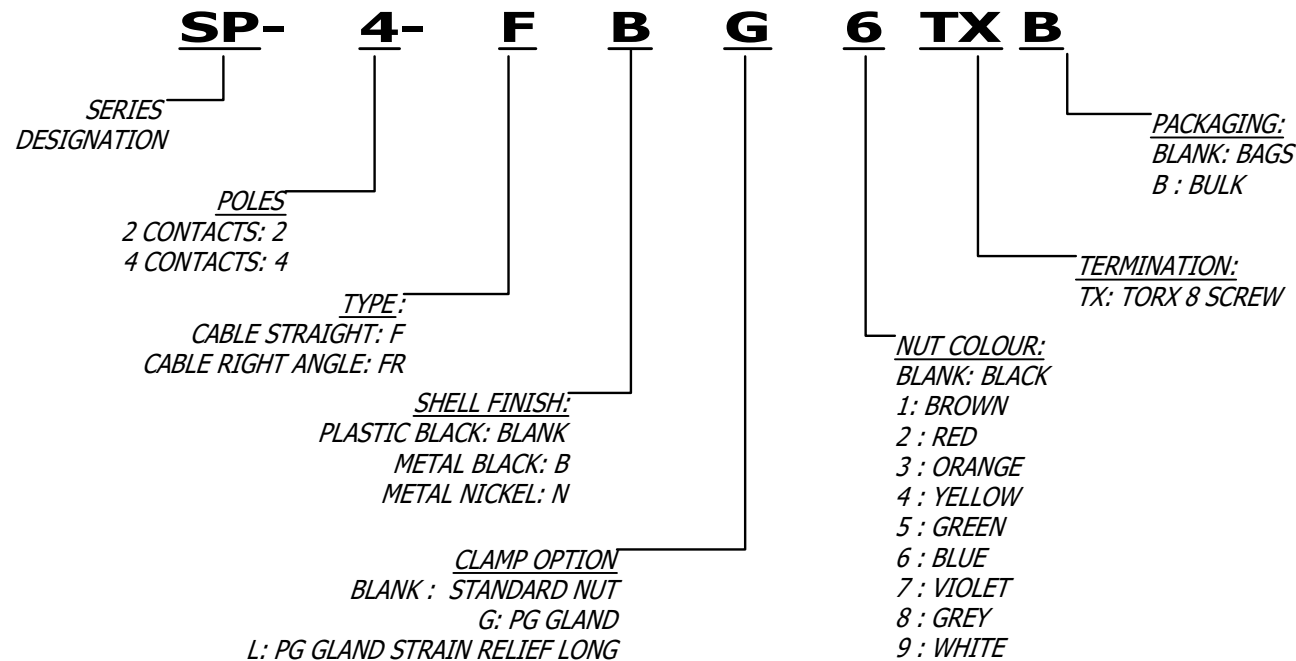 SP- 4- F B G 6 TX B
SERIES
DESIGNATION
POLES
2 CONTACTS: 2
4 CONTACTS: 4
TYPE:
CABLE STRAIGHT: F
CABLE RIGHT ANGLE: FR
SHELL FINISH:
PLASTIC BLACK: BLANK
METAL BLACK: B
METAL NICKEL: N
CLAMP OPTION
BLANK : STANDARD NUT
G: PG GLAND
L: PG GLAND STRAIN RELIEF LONG
PACKAGING:
BLANK: BAGS
B : BULK
TERMINATION:
TX: TORX 8 SCREW
NUT COLOUR:
BLANK: BLACK
1: BROWN
2 : RED
3 : ORANGE
4 : YELLOW
5 : GREEN
6 : BLUE
7 : VIOLET
8 : GREY
9 : WHITE